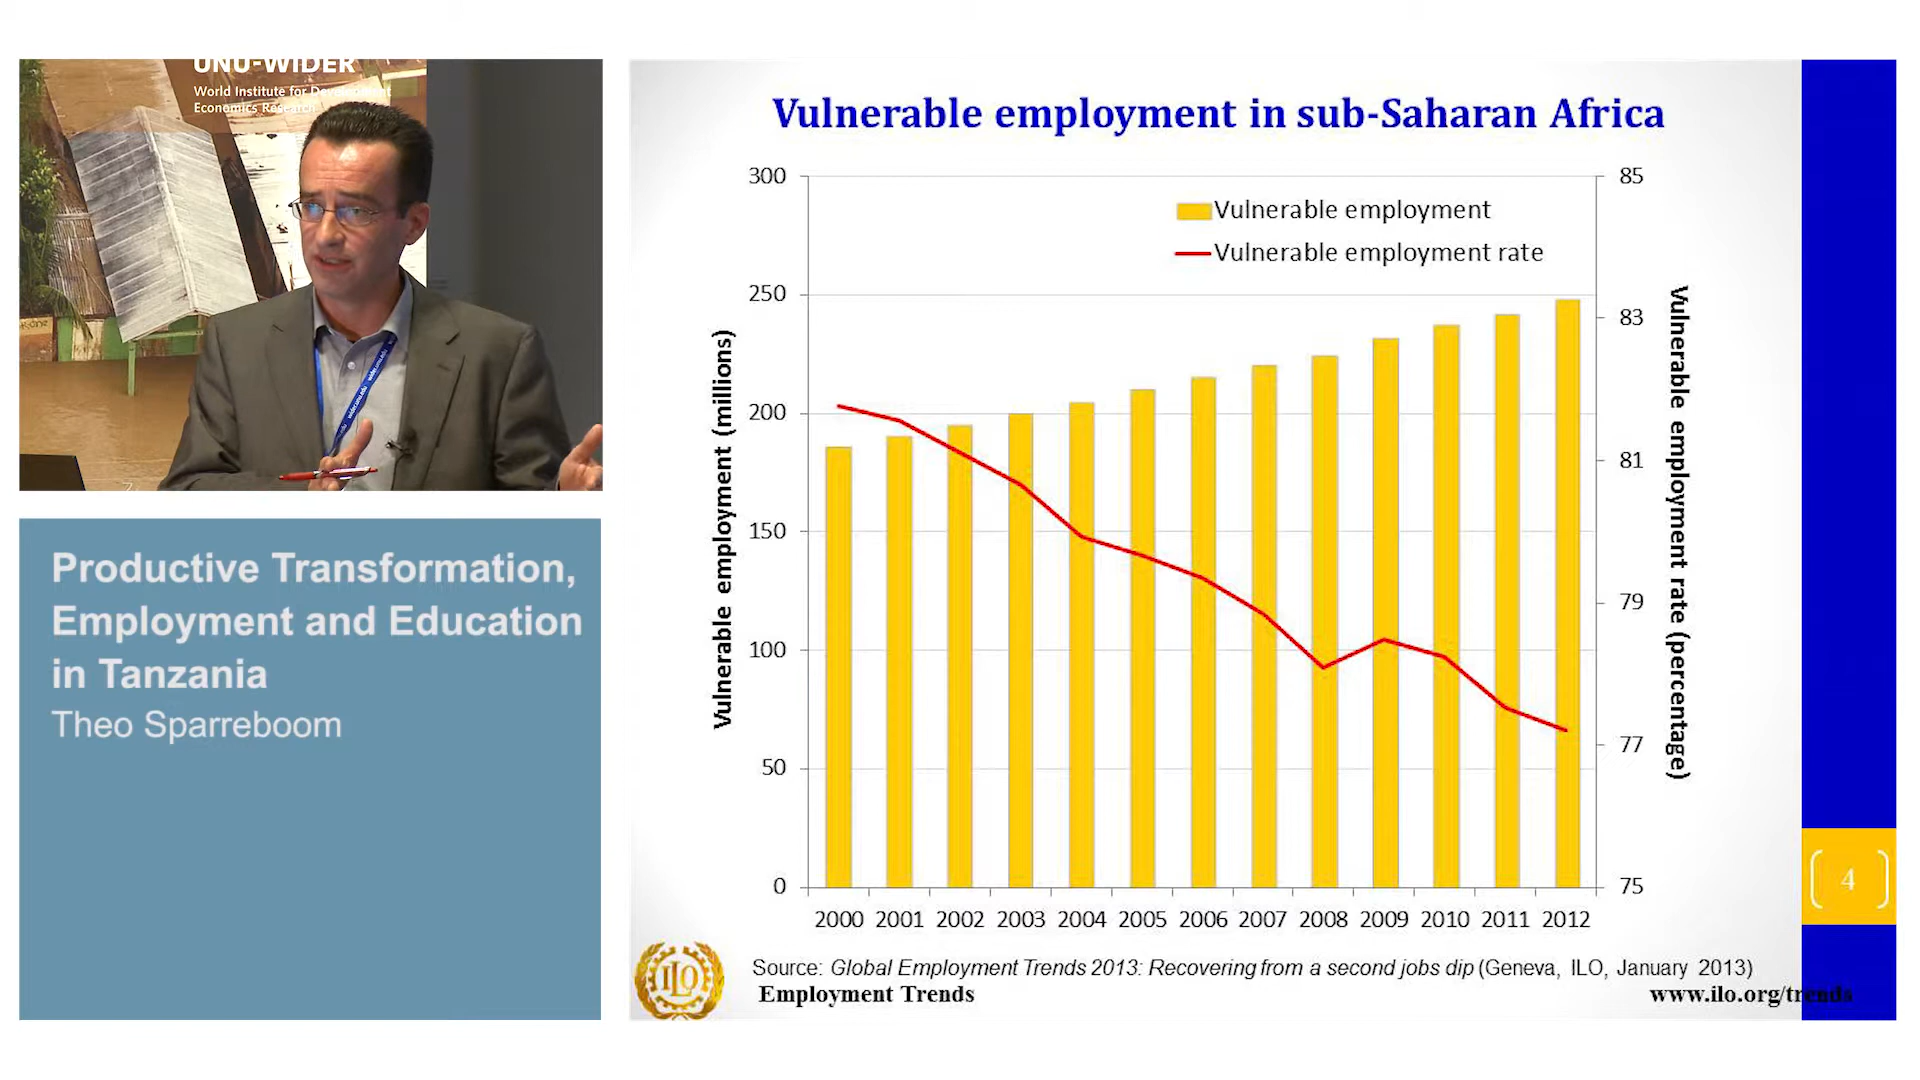 UNU-WIDER
World Institute for Development
Economics Research
Productive Transformation,
Employment and Education
in Tanzania
Theo Sparreboom
Vulnerable employment in sub-Saharan Africa
Vulnerable employment
Vulnerable employment rate
Vulnerable employment (millions)
300
250
200
150
100
50
0
85
83
81
79
77
75
Vulnerable employment rate (percentage)
2000 2001 2002 2003 2004 2005 2006 2007 2008 2009 2010 2011 2012
4
Source: Global Employment Trends 2013: Recovering from a second jobs dip (Geneva, ILO, January 2013)
ILO
Employment Trends
www.ilo.org/trends